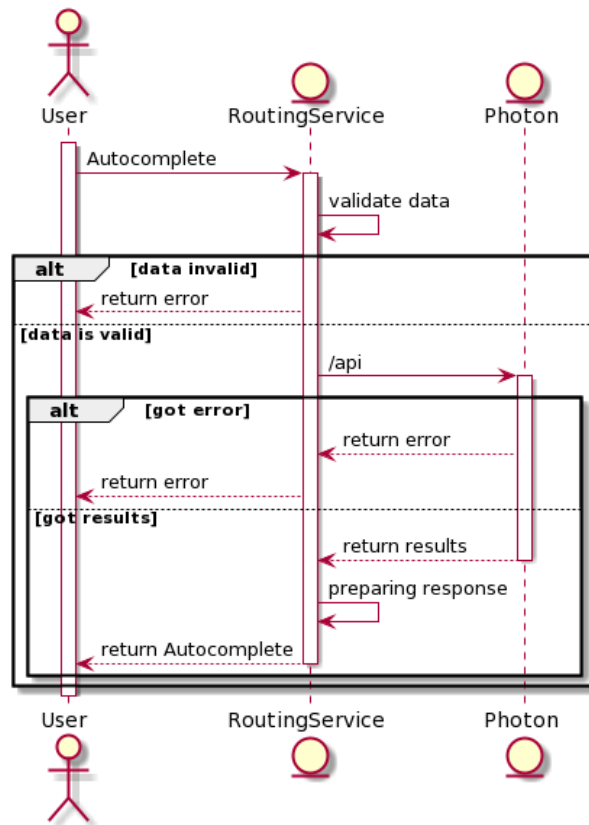 User
RoutingService
Photon
Autocomplete
validate data
alt [data invalid]
return error
[data is valid]
/api
alt [got error]
return error
return error
[got results]
return results
preparing response
return Autocomplete
User
RoutingService
Photon